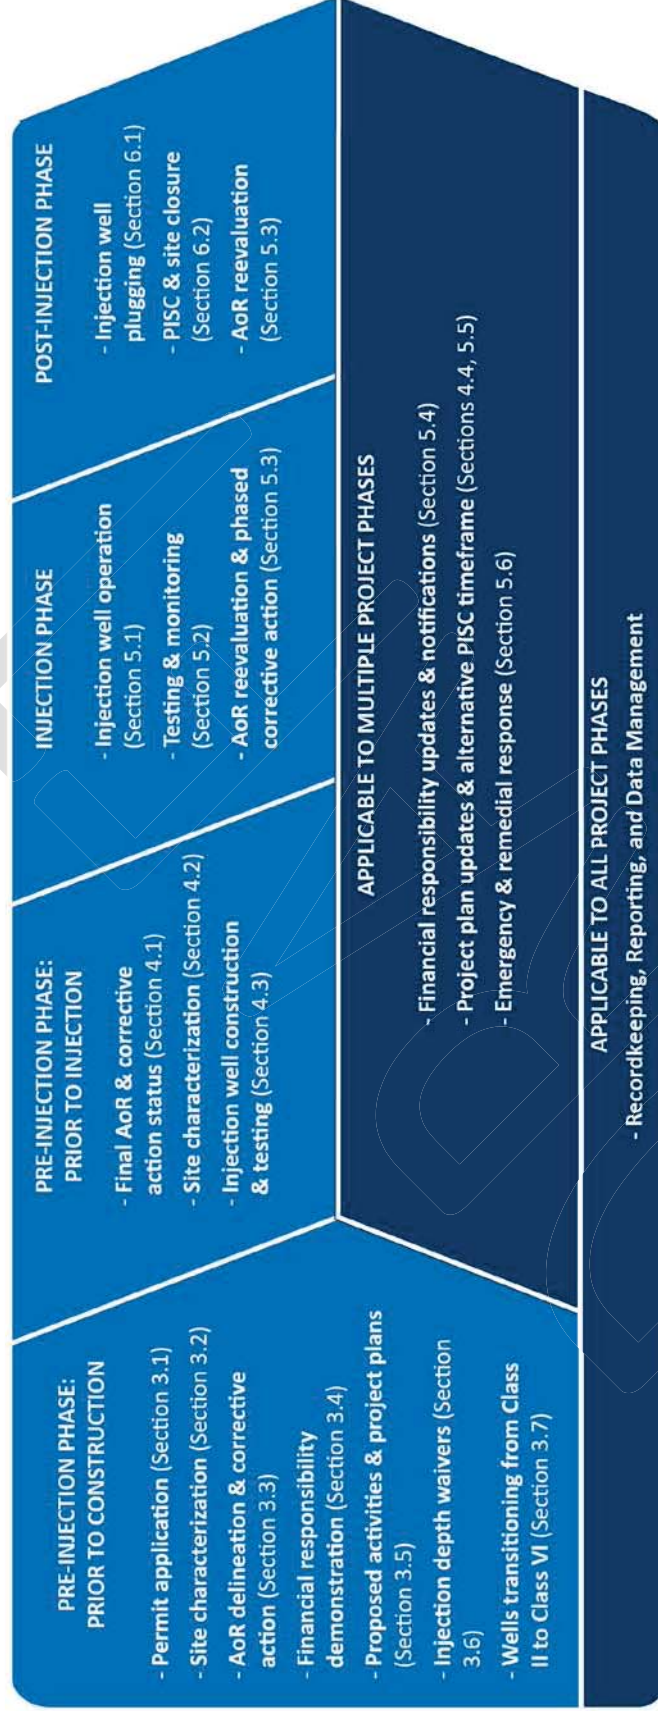 PRE-INJECTION PHASE:
PRIOR TO CONSTRUCTION
- Permit application (Section 3.1)
- Site characterization (Section 3.2)
- AoR delineation & corrective
action (Section 3.3)
- Financial responsibility
demonstration (Section 3.4)
- Proposed activities & project plans
(Section 3.5)
- Injection depth waivers (Section
3.6)
- Wells transitioning from Class
II to Class VI (Section 3.7)
PRE-INJECTION PHASE:
PRIOR TO INJECTION
- Final AoR & corrective
action status (Section 4.1)
- Site characterization (Section 4.2)
- Injection well construction
& testing (Section 4.3)
INJECTION PHASE
- Injection well operation
(Section 5.1)
- Testing & monitoring
(Section 5.2)
- AoR reevaluation & phased
corrective action (Section 5.3)
POST-INJECTION PHASE
- Injection well
plugging (Section 6.1)
- PISC & site closure
(Section 6.2)
- AoR reevaluation
(Section 5.3)
APPLICABLE TO MULTIPLE PROJECT PHASES
- Financial responsibility updates & notifications (Section 5.4)
- Project plan updates & alternative PISC timeframe (Sections 4.4, 5.5)
- Emergency & remedial response (Section 5.6)
APPLICABLE TO ALL PROJECT PHASES
- Recordkeeping, Reporting, and Data Management